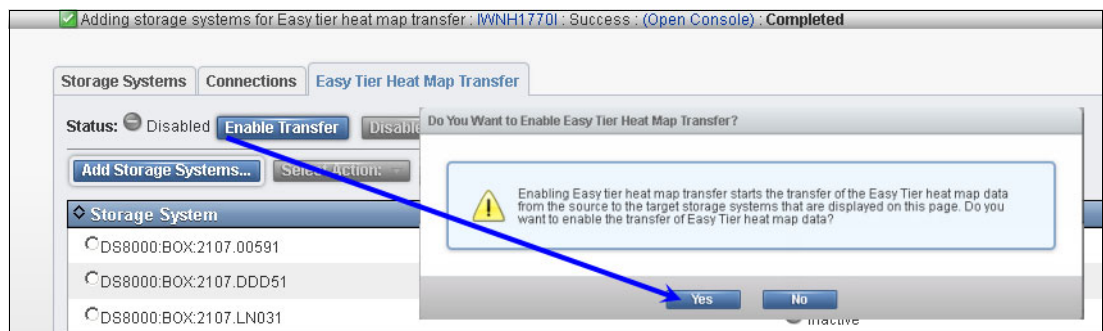 Adding storage systems for Easy tier heat map transfer : IWNH1770I : Success : (Open Console) : Completed
Storage Systems Connections Easy Tier Heat Map Transfer
Status: Disabled Enable Transfer
Do You Want to Enable Easy Tier Heat Map Transfer?
Add Storage Systems... Select Action:
Enabling Easy tier heat map transfer starts the transfer of the Easy Tier heat map data
from the source to the target storage systems that are displayed on this page. Do you
want to enable the transfer of Easy Tier heat map data?
Storage System
DS8000:BOX:2107.00591
DS8000:BOX:2107.DDD51
Yes No
DS8000:BOX:2107.LN031
Inactive